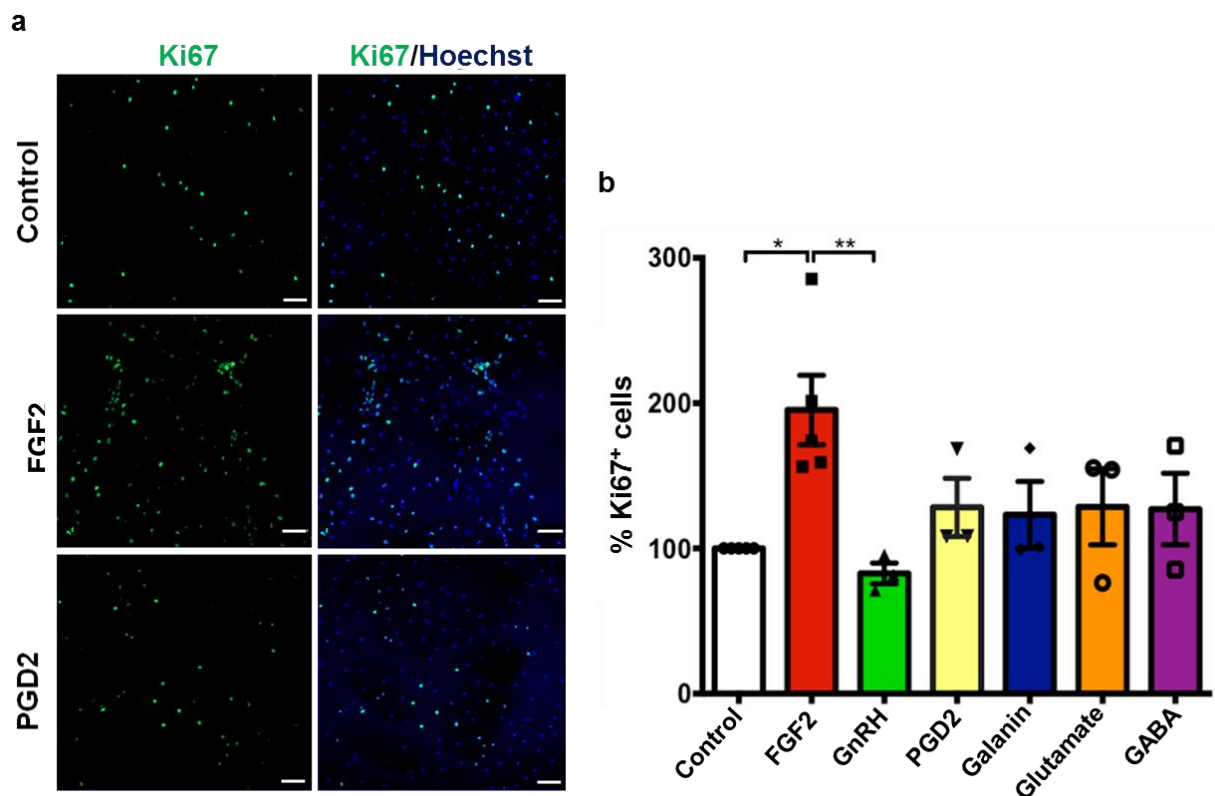 a
Ki67
Ki67/Hoechst
Control
FGF2
PGD2
b
* **
300
200
100
0
% Ki67⁺ cells
Control
FGF2
GnRH
PGD2
Galanin
Glutamate
GABA